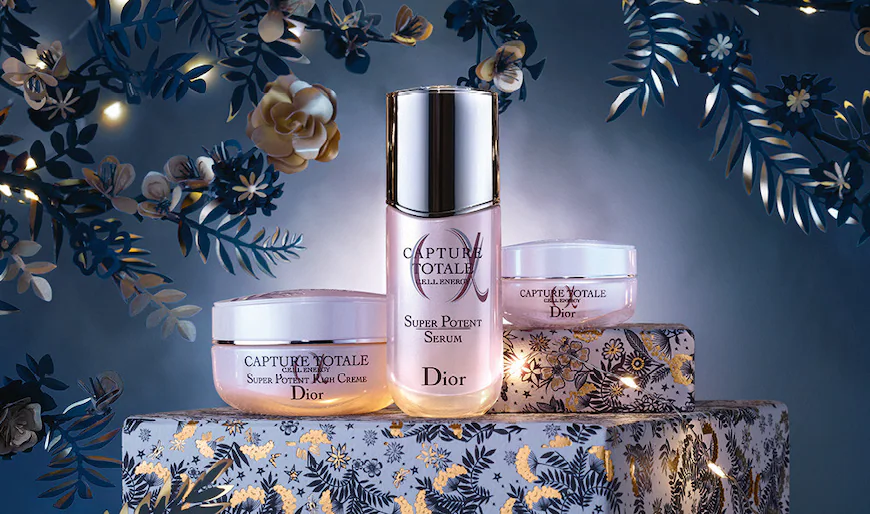 CAPTURE TOTALE
C.E.L.L. ENERGY
SUPER POTENT RICH CREME
Dior
CAPTURE
TOTALE
C.E.L.L. ENERGY
SUPER POTENT
SERUM
Dior
CAPTURE TOTALE
C.E.L.L. ENERGY
Dior